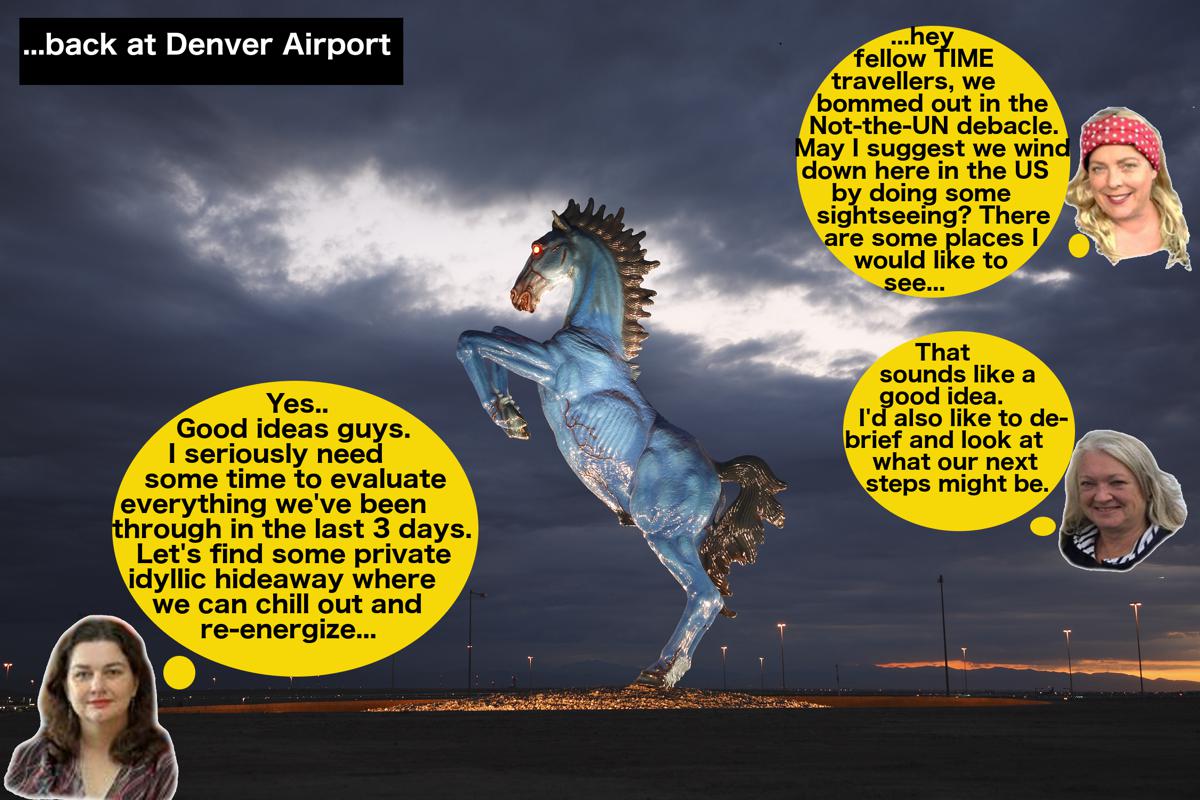 ...back at Denver Airport
...hey
fellow TIME
travellers, we
bommed out in the
Not-the-UN debacle.
May I suggest we wind
down here in the US
by doing some
sightseeing? There
are some places I
would like to
see...
That
sounds like a
good idea.
I'd also like to de-
brief and look at
what our next
steps might be.
Yes..
Good ideas guys.
I seriously need
some time to evaluate
everything we've been
through in the last 3 days.
Let's find some private
idyllic hideaway where
we can chill out and
re-energize...